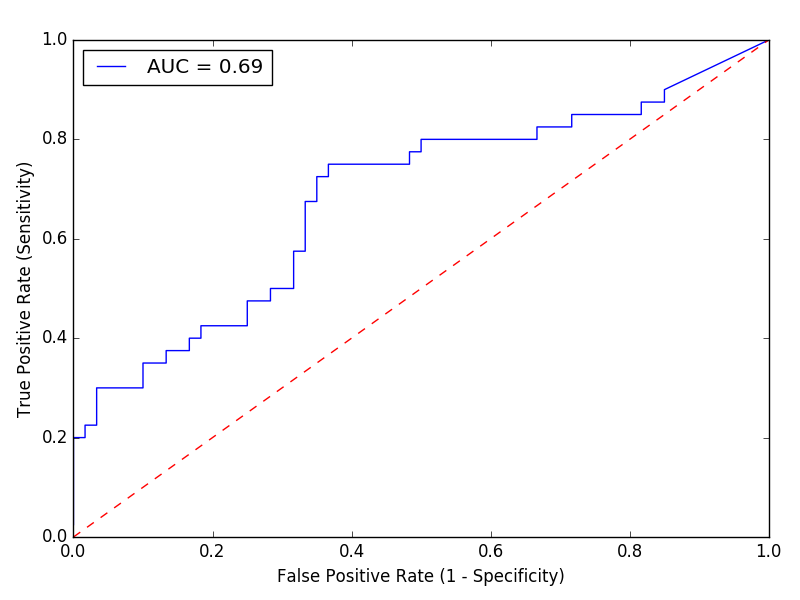 AUC = 0.69
True Positive Rate (Sensitivity)
1.0
0.8
0.6
0.4
0.2
0.0
0.0 0.2 0.4 0.6 0.8 1.0
False Positive Rate (1 - Specificity)